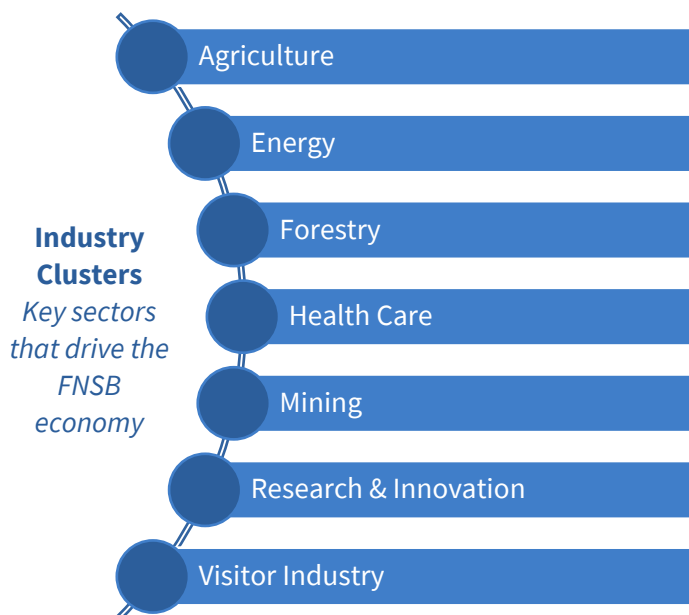 Industry
Clusters
Key sectors
that drive the
FNSB
economy
Agriculture
Energy
Forestry
Health Care
Mining
Research & Innovation
Visitor Industry